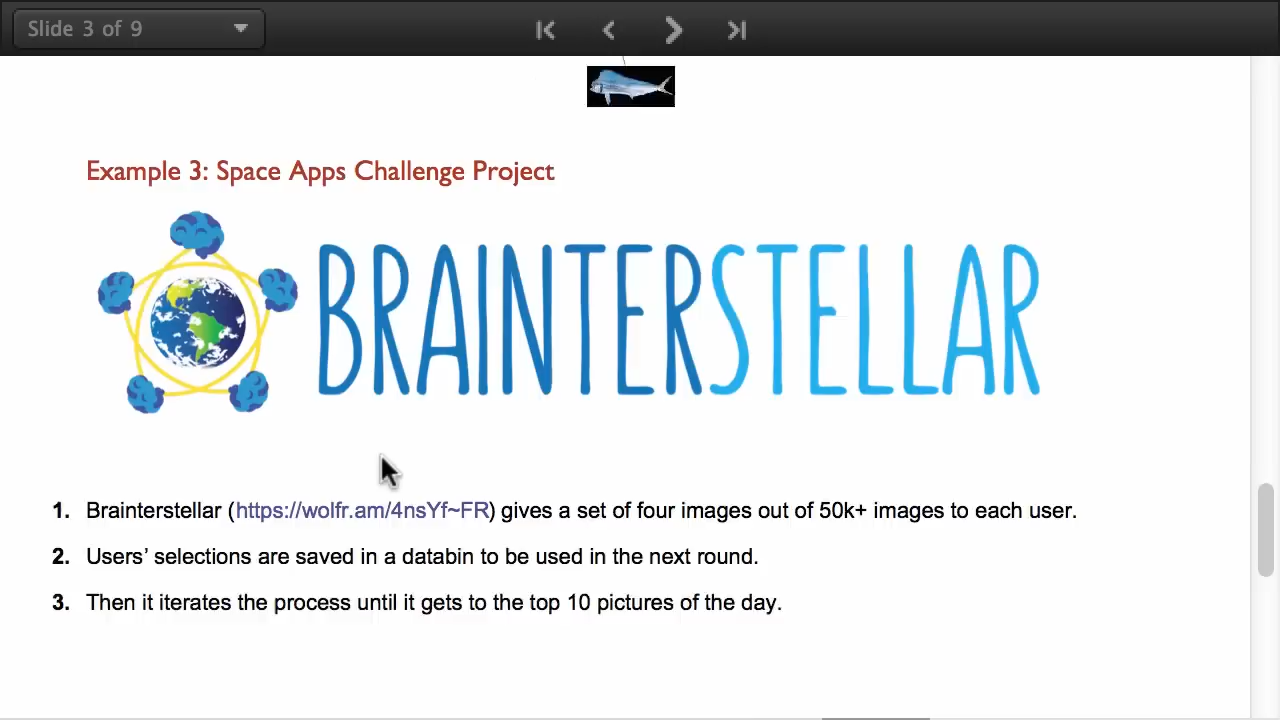 Slide 3 of 9
Example 3: Space Apps Challenge Project
BRAINTERSTELLAR
1. Brainterstellar (https://wolfr.am/4nsYf~FR) gives a set of four images out of 50k+ images to each user.
2. Users’ selections are saved in a databin to be used in the next round.
3. Then it iterates the process until it gets to the top 10 pictures of the day.